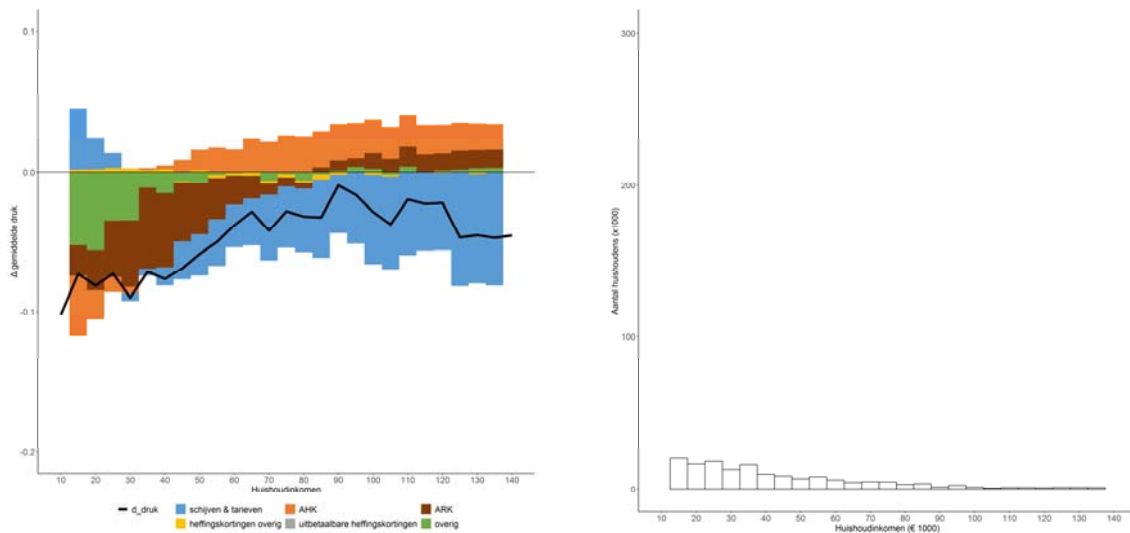 0.1
0.0
-0.1
-0.2
Δ gemiddelde druk
10 20 30 40 50 60 70 80 90 100 110 120 130 140
Huishoudinkomen
d_druk schijven & tarieven AHK ARK
heffingskortingen overig uitbetaalbare heffingskortingen overig
300
200
100
0
Aantal huishoudens (x1000)
10 20 30 40 50 60 70 80 90 100 110 120 130 140
Huishoudinkomen (€ 1000)